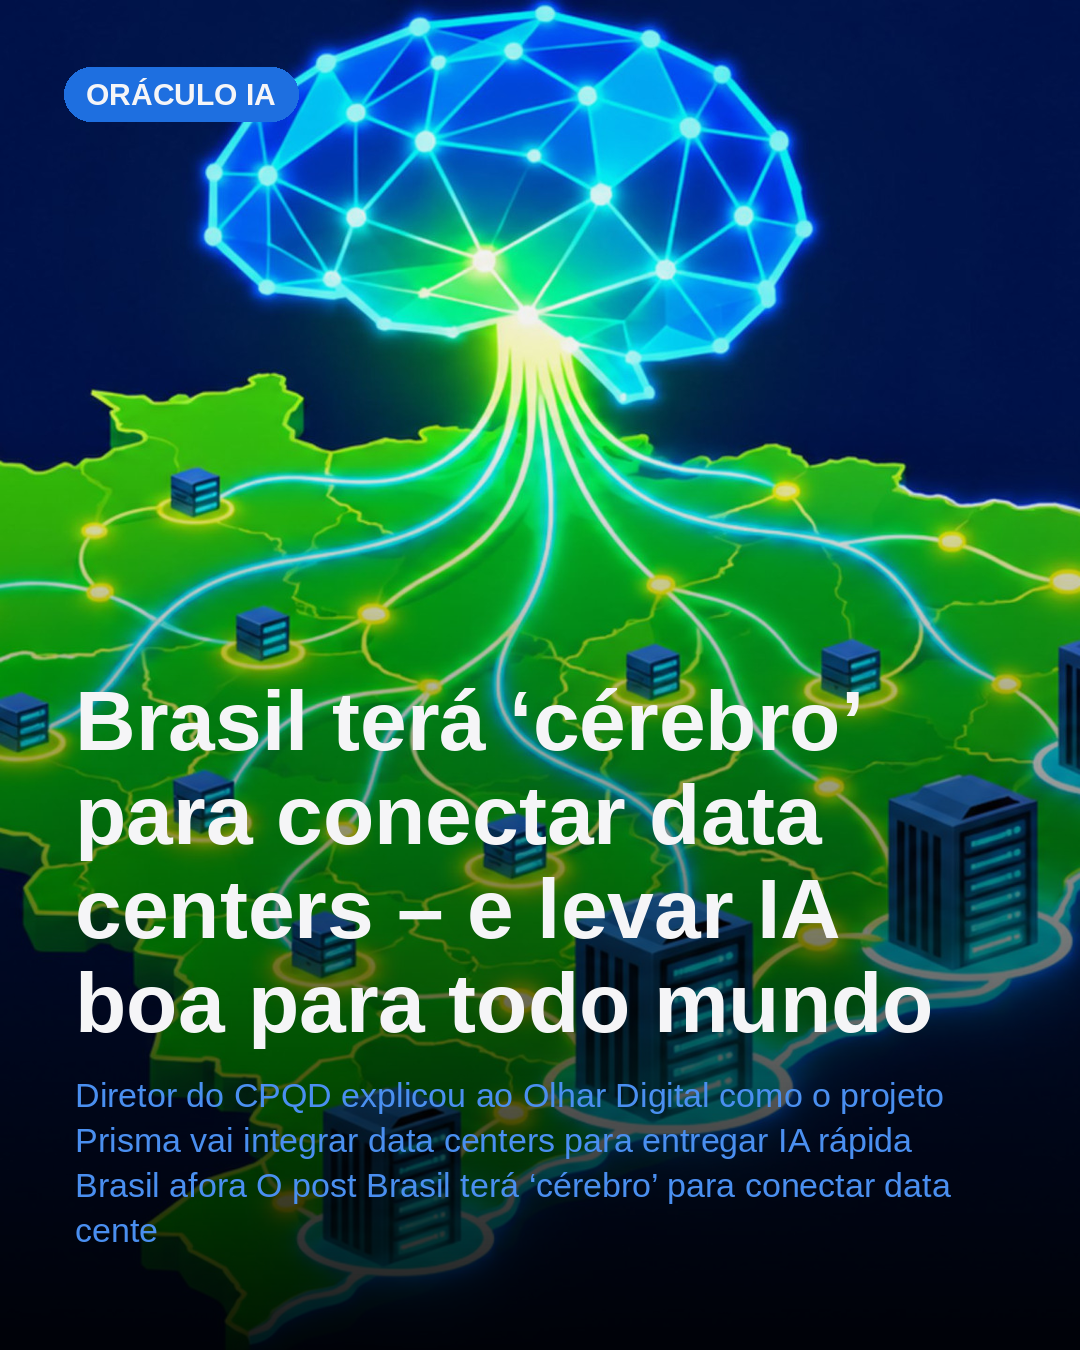 ORÁCULO IA
Brasil terá ‘cérebro’
para conectar data
centers – e levar IA
boa para todo mundo
Diretor do CPQD explicou ao Olhar Digital como o projeto
Prisma vai integrar data centers para entregar IA rápida
Brasil afora O post Brasil terá ‘cérebro’ para conectar data
cente